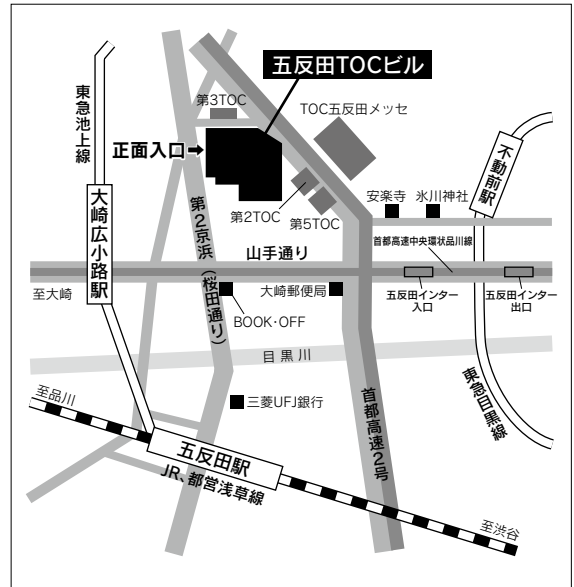 五反田TOCビル
第3TOC
TOC五反田メッセ
正面入口→
東急池上線
不動前駅
安楽寺
氷川神社
第2TOC
第5TOC
大崎広小路駅
第2京浜(桜田通り)
山手通り
首都高速中央環状品川線
至大崎
大崎郵便局
五反田インター
入口
五反田インター
出口
BOOK・OFF
目黒川
東急目黒線
首都高速2号
至品川
三菱UFJ銀行
五反田駅
JR、都営浅草線
至渋谷